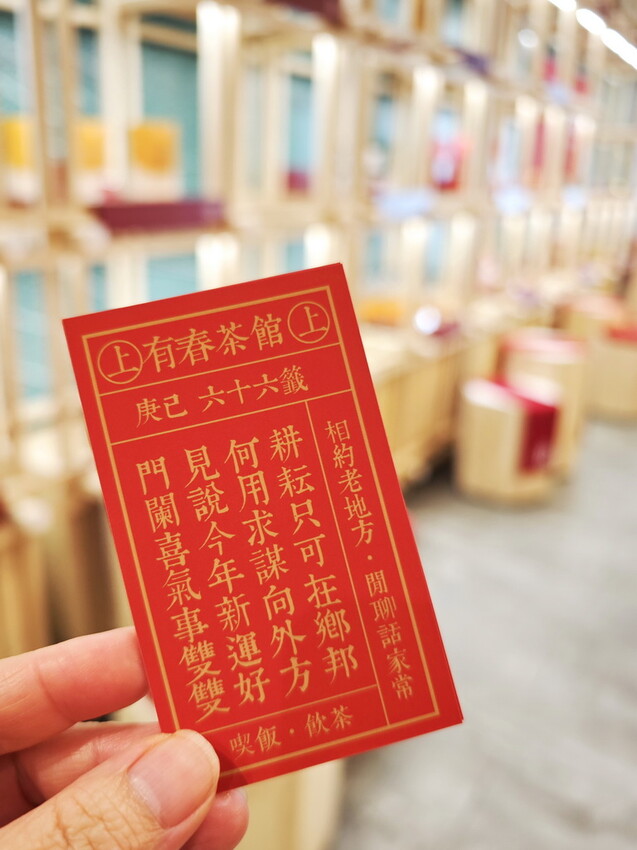 上 有春茶館 上
庚己 六十六籤
相約老地方・閒聊話家常
耕耘只可在鄉邦
何用求謀向外方
見說今年新運好
門闌喜氣事雙雙
喫飯・飲茶